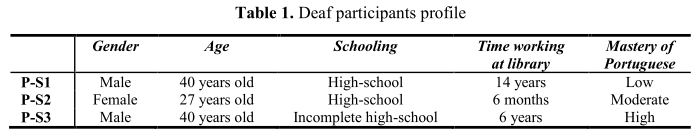 Table 1. Deaf participants profile
Gender Age Schooling Time working at library Mastery of Portuguese
P-S1 Male 40 years old High-school 14 years Low
P-S2 Female 27 years old High-school 6 months Moderate
P-S3 Male 40 years old Incomplete high-school 6 years High